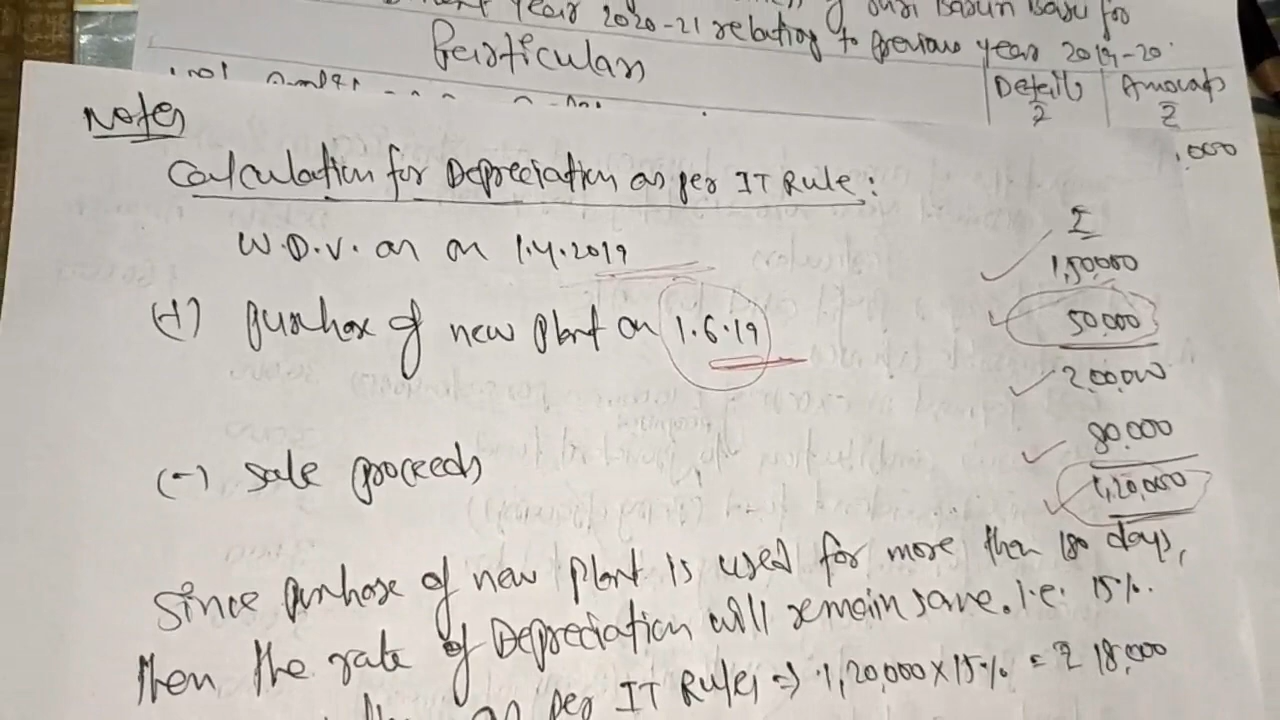 Year 2020-21 relating to previous year 2019-20.
Particulars
Details ₹
Amount ₹
,000
Notes
Calculation for Depreciation as per IT Rule:
₹
W.D.V. as on 1.4.2019 1,50,000
(+) purchase of new plant on 1.6.19 50,000
2,00,000
(-) sale proceeds 80,000
1,20,000
Since purchase of new plant is used for more then 180 days,
then the rate of Depreciation will remain same. i.e. 15%.
as per IT Rules, ⇒ 1,20,000 x 15% = ₹ 18,000